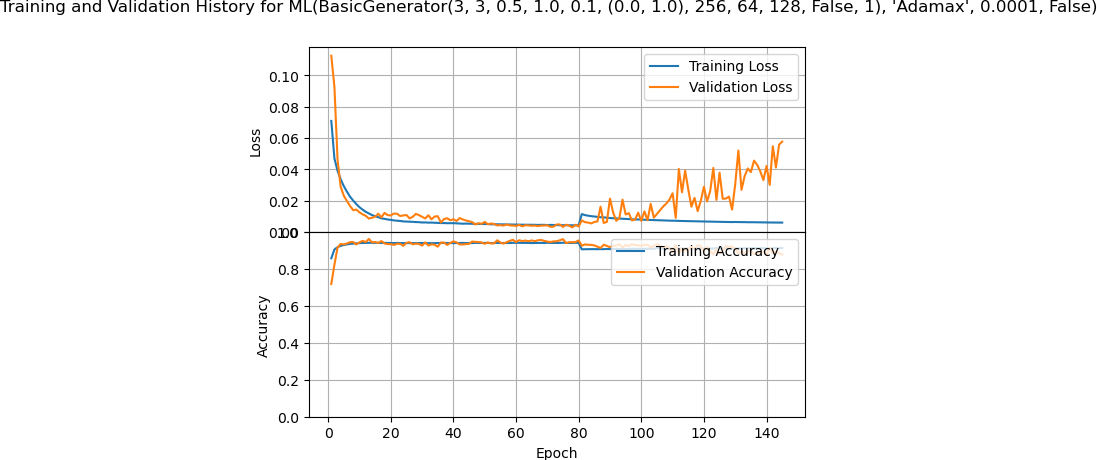 Training and Validation History for ML(BasicGenerator(3, 3, 0.5, 1.0, 0.1, (0.0, 1.0), 256, 64, 128, False, 1), 'Adamax', 0.0001, False)
Training Loss
Validation Loss
0.10
0.08
0.06
0.04
0.02
0.00
Loss
1.0
0.8
0.6
0.4
0.2
0.0
Accuracy
Training Accuracy
Validation Accuracy
0 20 40 60 80 100 120 140
Epoch